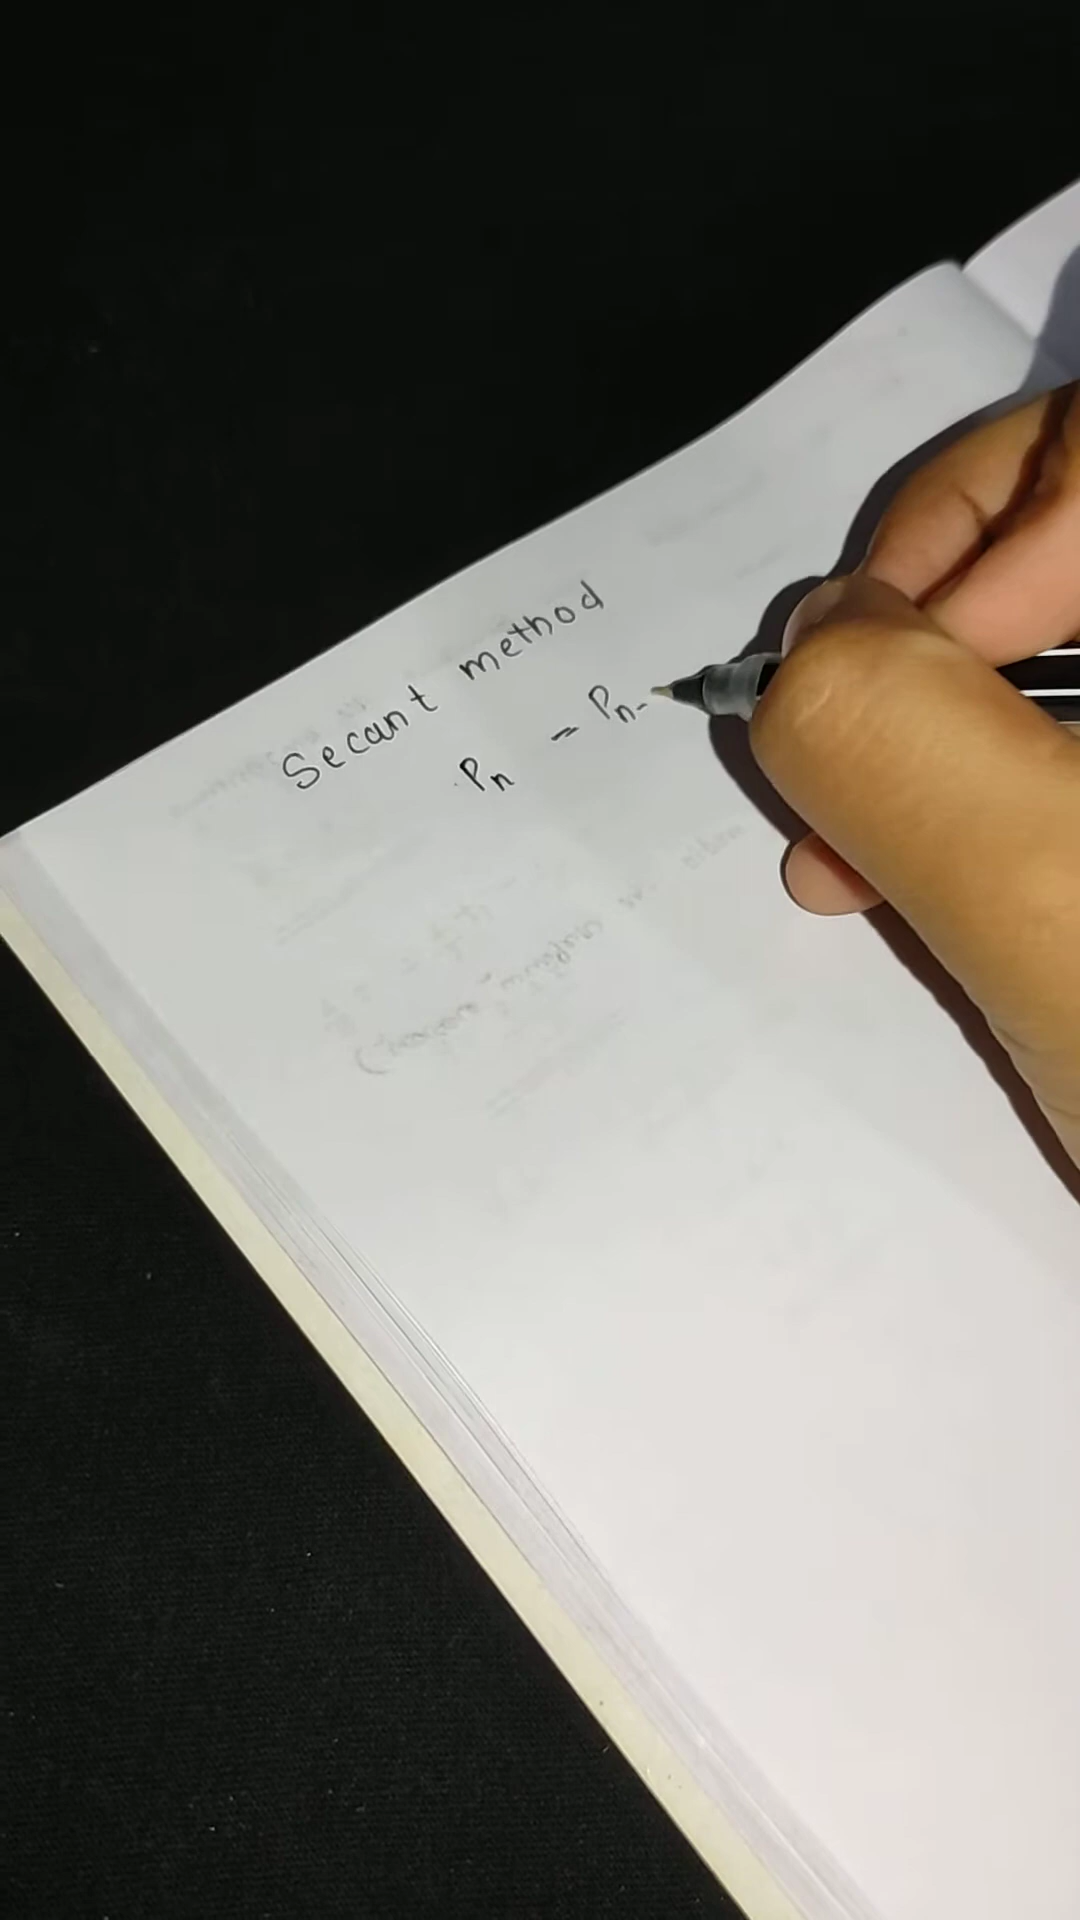 Secant method
Pn = Pn-